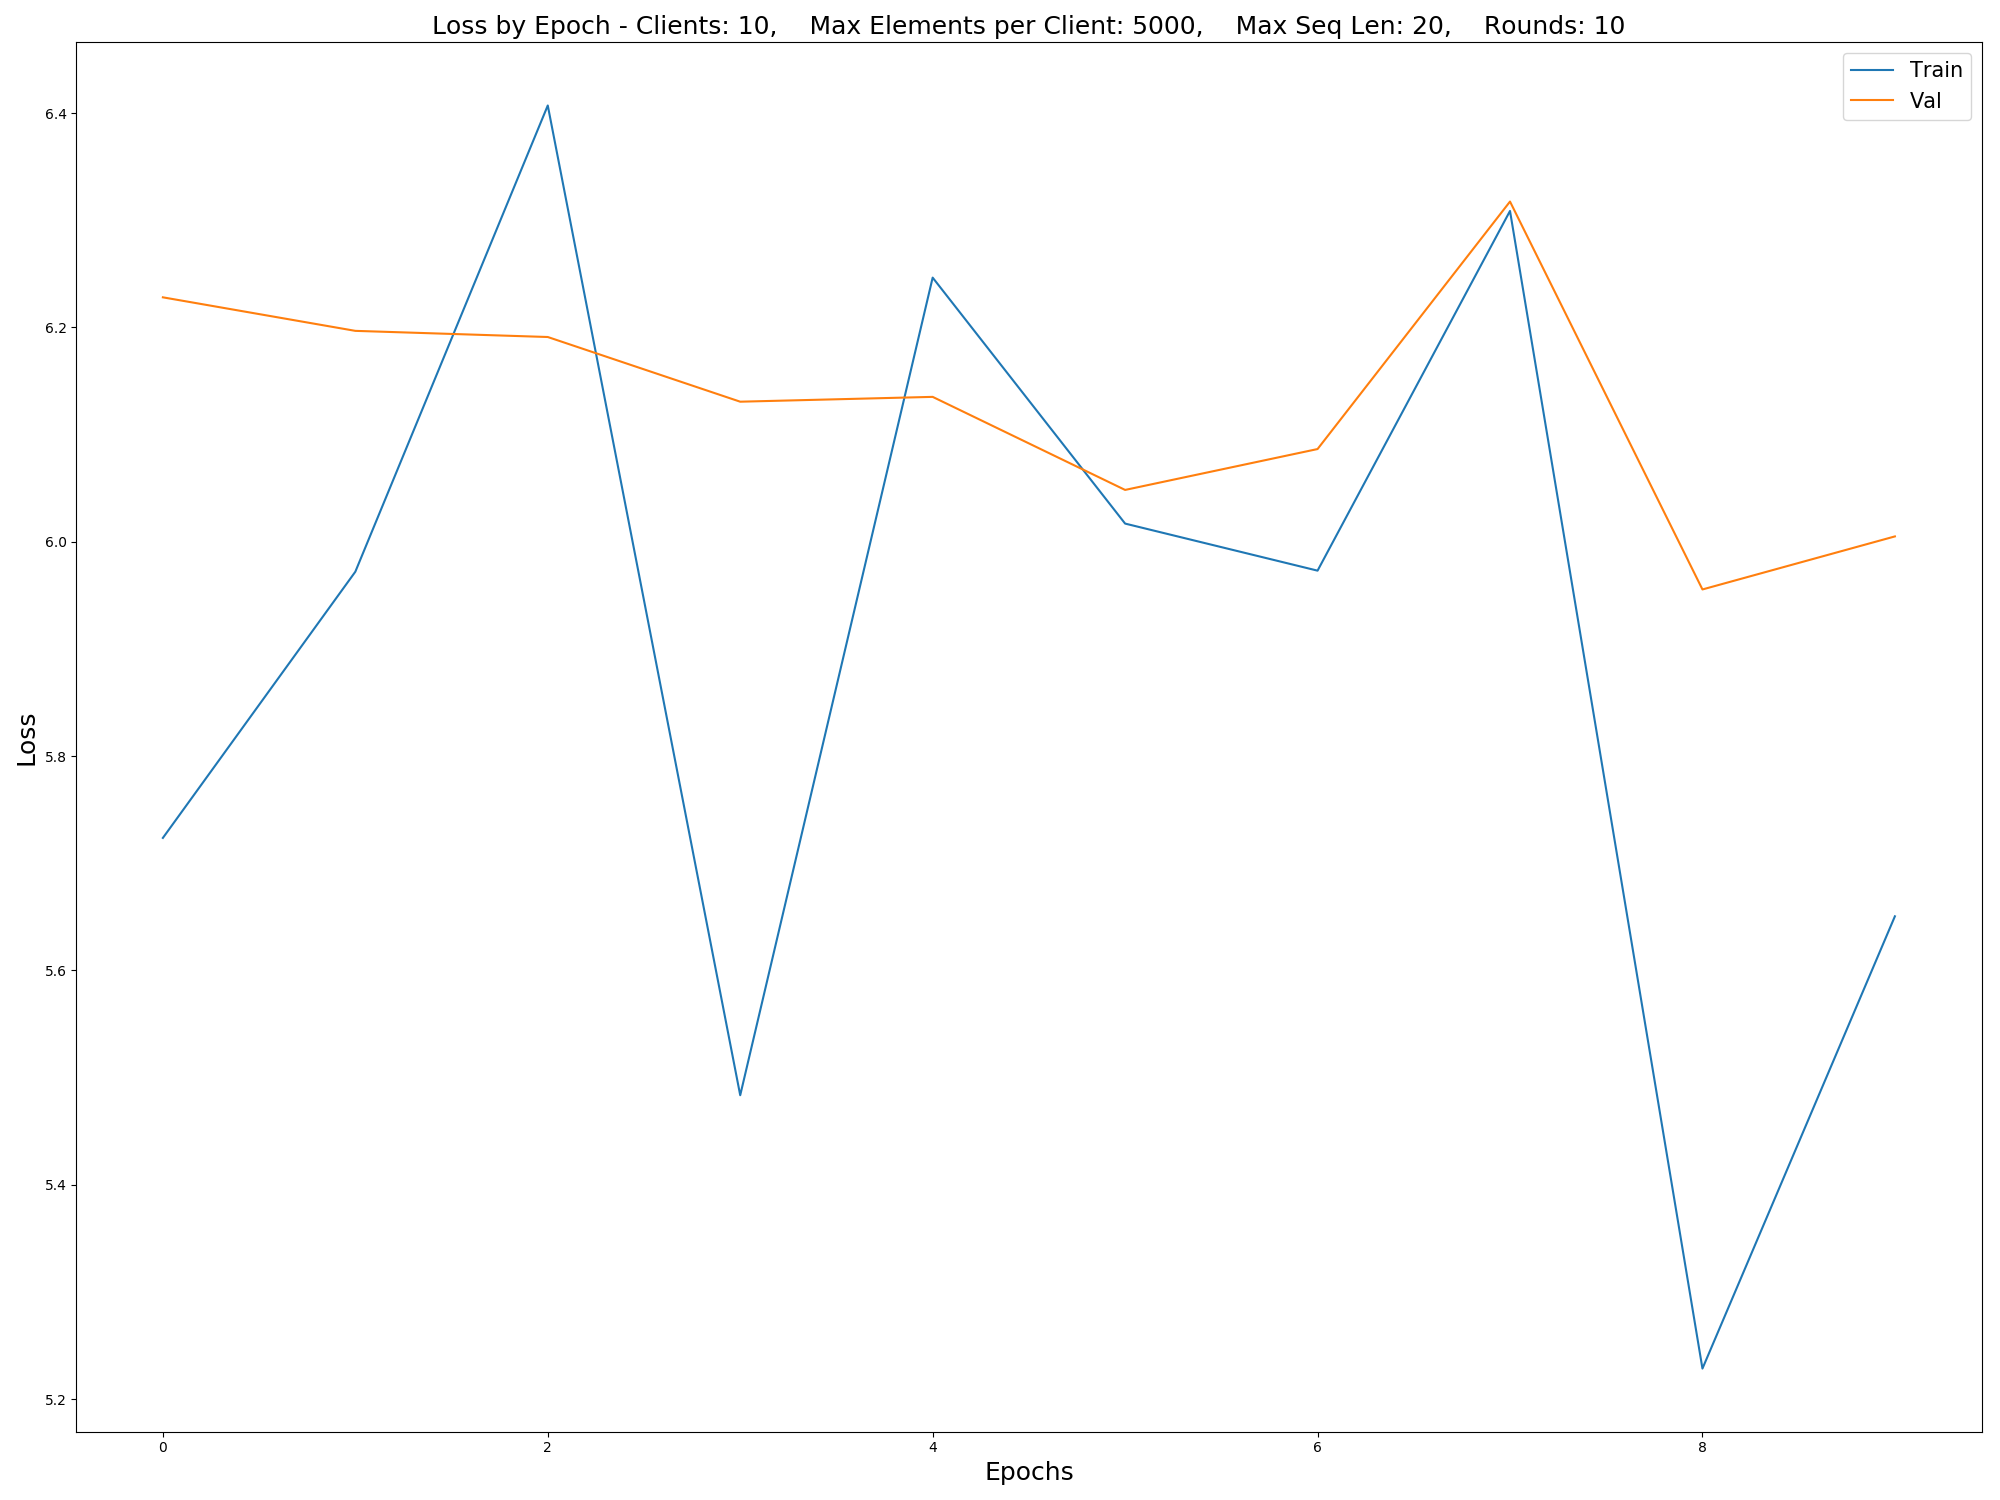 Loss by Epoch - Clients: 10,    Max Elements per Client: 5000,    Max Seq Len: 20,    Rounds: 10
Train
Val
6.4
6.2
6.0
5.8
5.6
5.4
5.2
Loss
0 2 4 6 8
Epochs